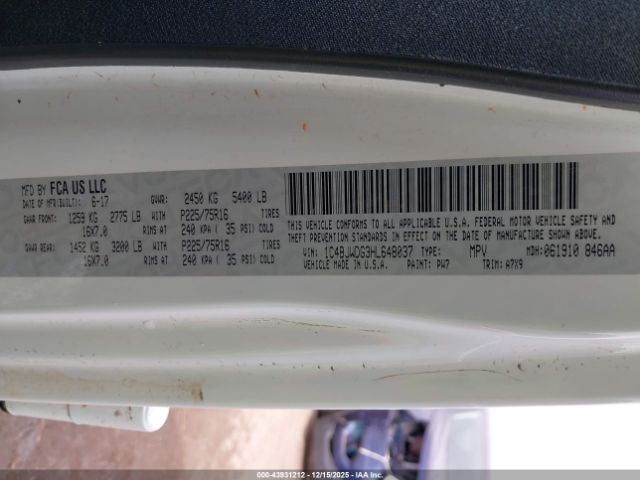 MFD BY FCA US LLC
DATE OF MFR(BUILT): 6-17 GVWR: 2450 KG 5400 LB
GAWR FRONT: 1259 KG 2775 LB WITH P225/75R16 TIRES
16X7.0 RIMS AT 240 KPA ( 35 PSI) COLD
GAWR REAR: 1452 KG 3200 LB WITH P225/75R16 TIRES
16X7.0 RIMS AT 240 KPA ( 35 PSI) COLD
THIS VEHICLE CONFORMS TO ALL APPLICABLE U.S.A. FEDERAL MOTOR VEHICLE SAFETY,
BUMPER, AND THEFT PREVENTION STANDARDS IN EFFECT ON THE DATE OF MANUFACTURE SHOWN ABOVE.
VIN: 1C4BJWDG3HL648037 TYPE: MPV MDH: 061910 846AA
VEHICLE MADE IN U.S.A. PAINT: PW7 TRIM: A7X9
000-43931212 - 12/15/2025 - IAA Inc.